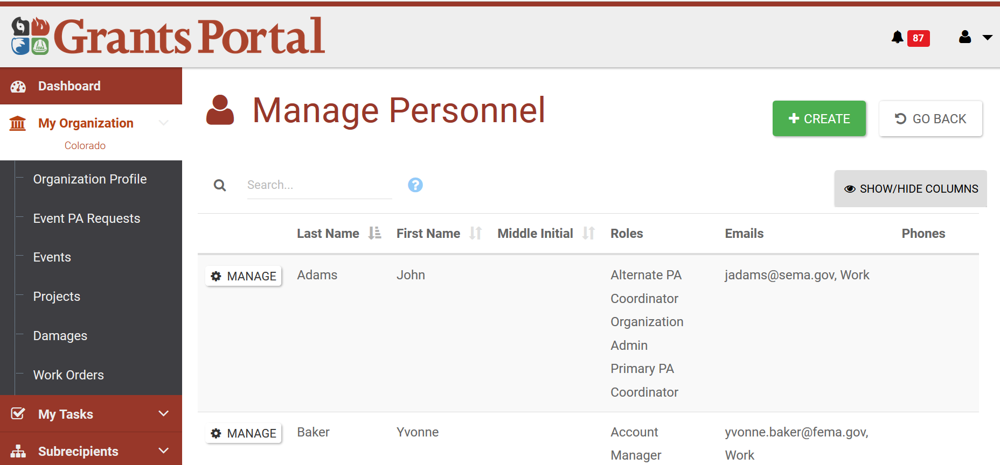 FEMA
Grants Portal
87
Dashboard
My Organization
Colorado
Organization Profile
Event PA Requests
Events
Projects
Damages
Work Orders
My Tasks
Subrecipients
Manage Personnel
CREATE
GO BACK
Search...
?
SHOW/HIDE COLUMNS
Last Name First Name Middle Initial Roles Emails Phones
MANAGE Adams John Alternate PA jadams@sema.gov, Work
Coordinator
Organization
Admin
Primary PA
Coordinator
MANAGE Baker Yvonne Account yvonne.baker@fema.gov,
Manager Work